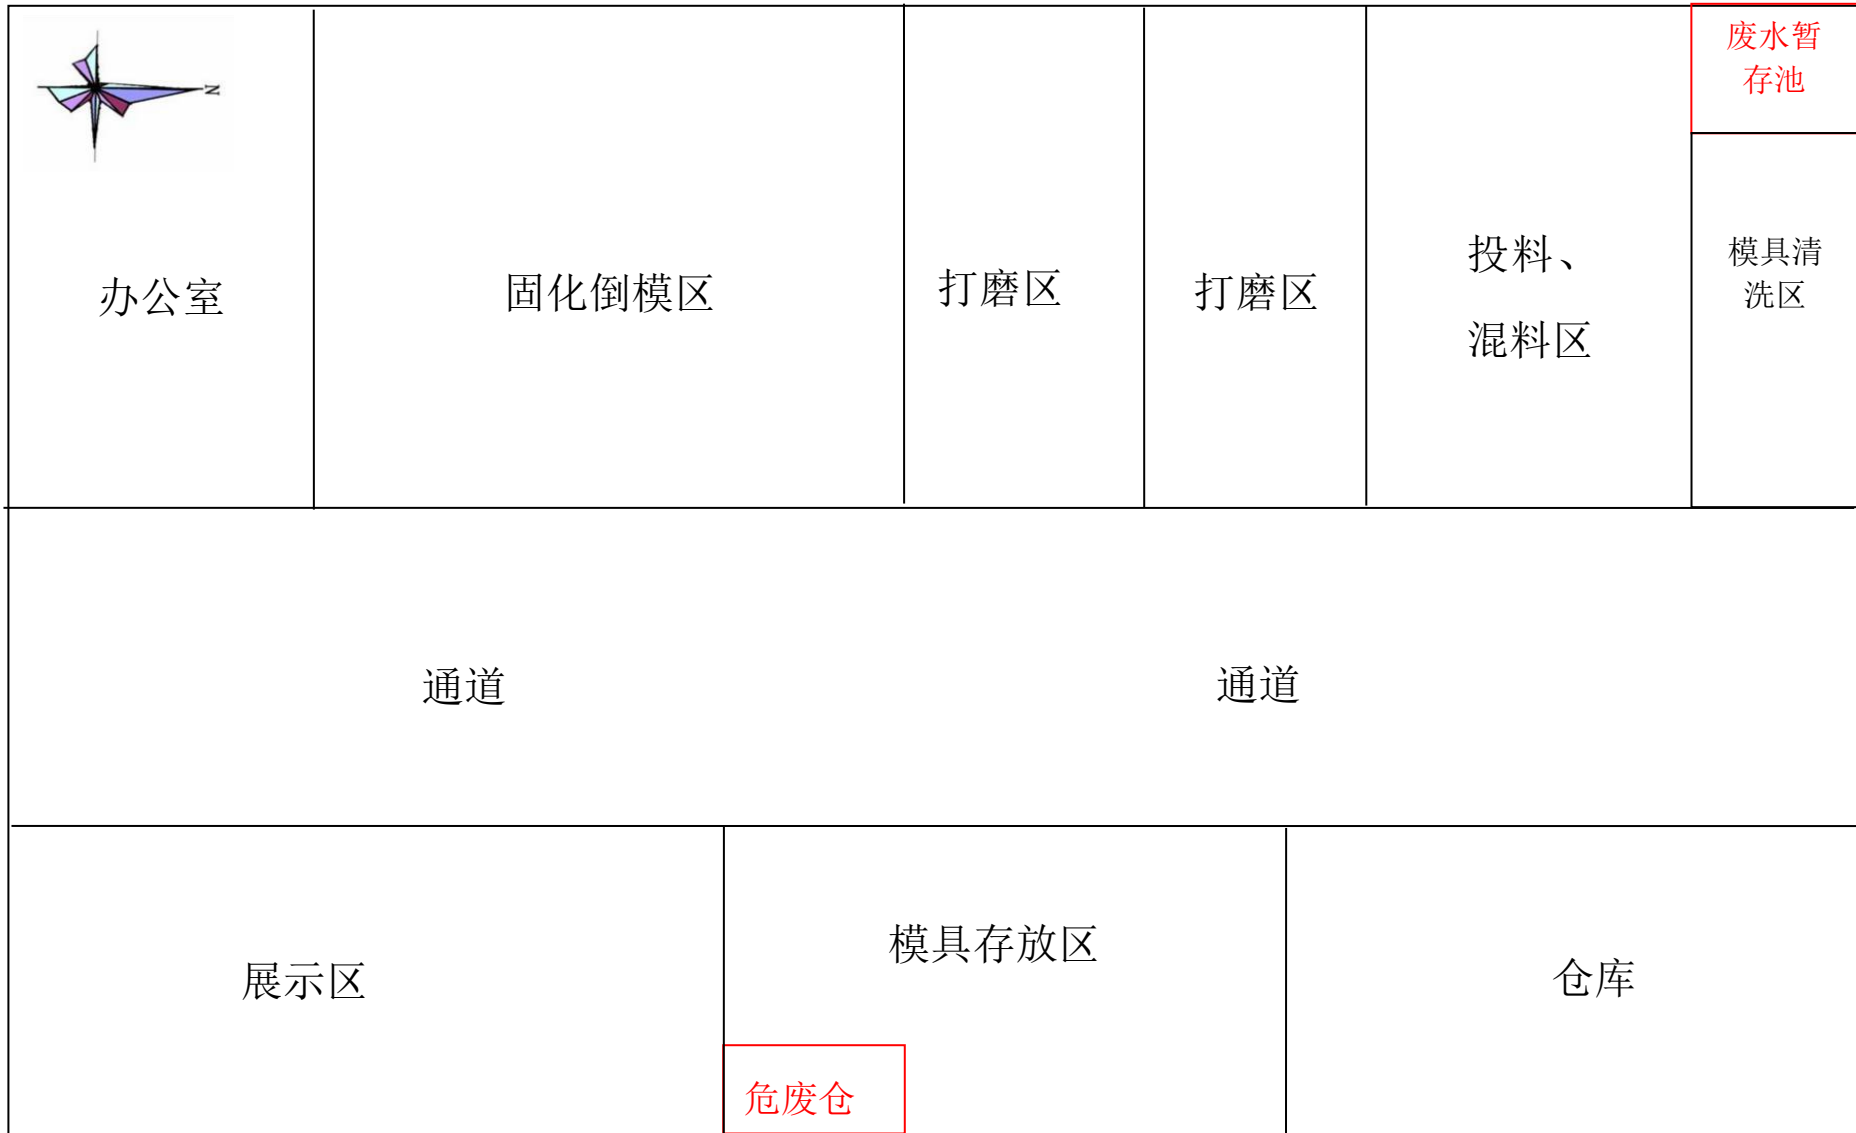 N
废水暂
存池
办公室
固化倒模区
打磨区
打磨区
投料、
混料区
模具清
洗区
通道
通道
展示区
模具存放区
仓库
危废仓